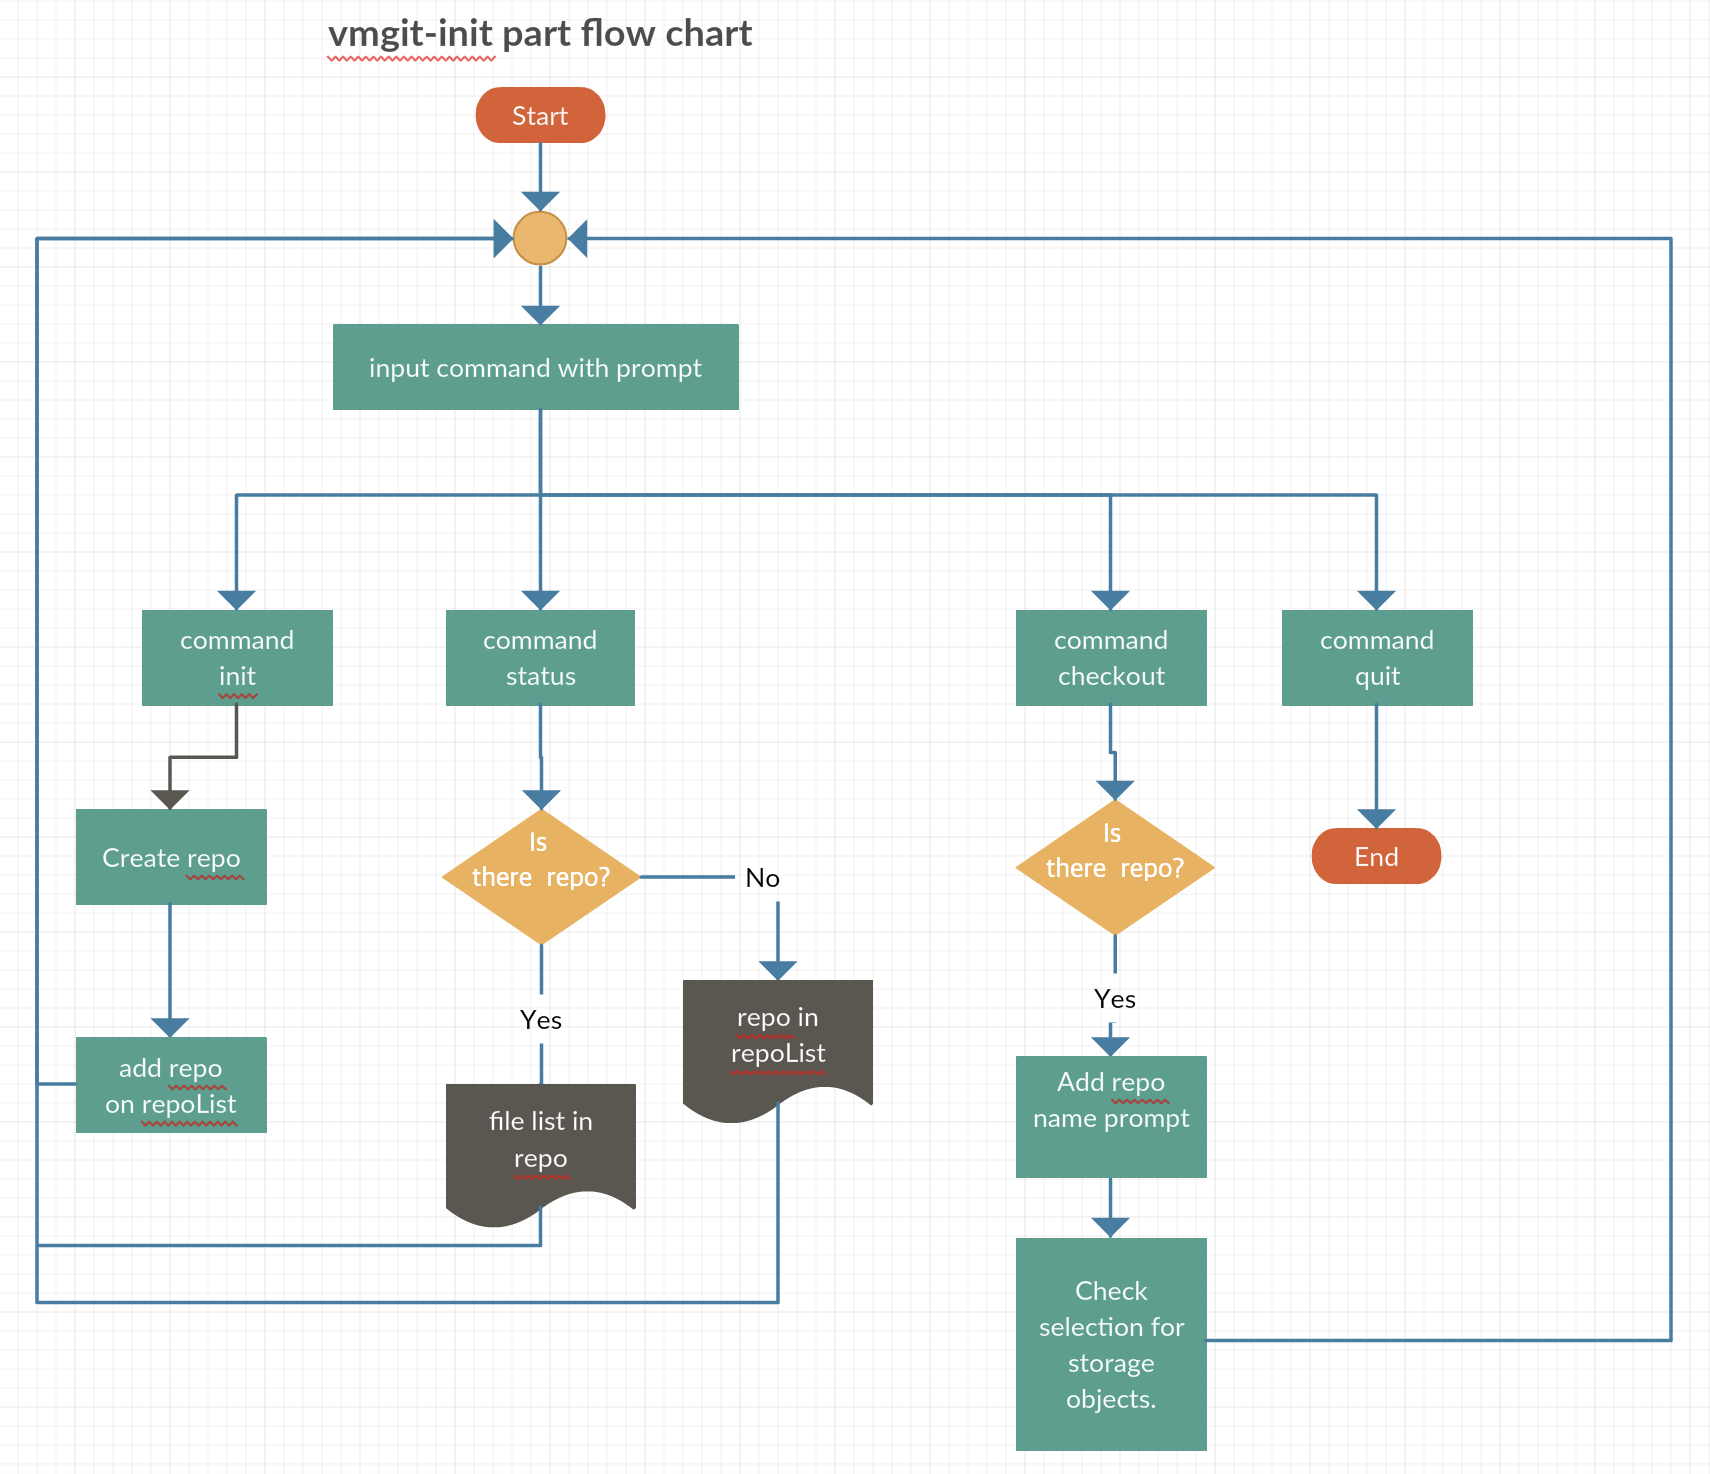 vmgit-init part flow chart
Start
input command with prompt
command
init
command
status
command
checkout
command
quit
Create repo
Is
there repo?
No
Is
there repo?
End
add repo
on repoList
Yes
file list in
repo
repo in
repoList
Yes
Add repo
name prompt
Check
selection for
storage
objects.